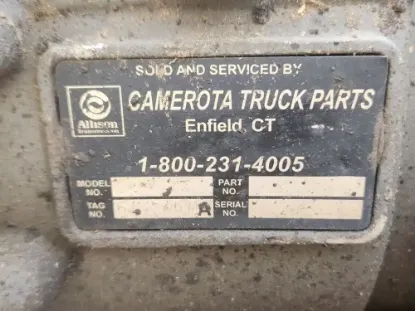 SOLD AND SERVICED BY
Allison
CAMEROTA TRUCK PARTS
Enfield, CT
1-800-231-4005
MODEL NO.
PART NO.
TAG NO.
A
SERIAL NO.